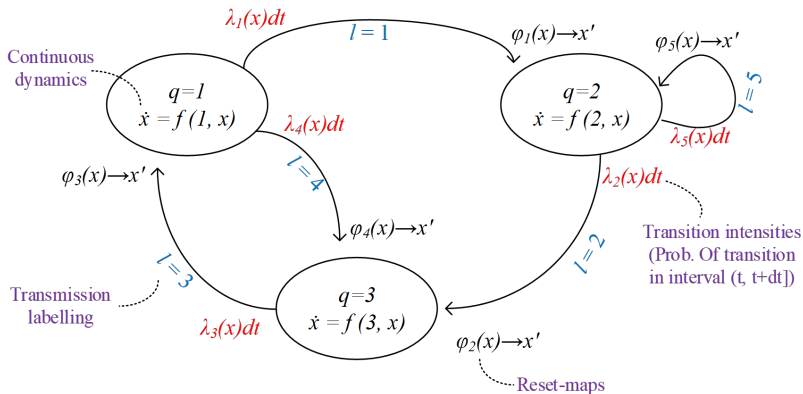 λ₁(x)dt
l = 1
φ₁(x)→x'
φ₅(x)→x'
Continuous
dynamics
q=1
ẋ = f (1, x)
q=2
ẋ = f (2, x)
l = 5
λ₄(x)dt
λ₅(x)dt
l = 4
φ₃(x)→x'
λ₂(x)dt
φ₄(x)→x'
Transition intensities
(Prob. Of transition
in interval (t, t+dt])
l = 2
l = 3
Transmission
labelling
q=3
ẋ = f (3, x)
λ₃(x)dt
φ₂(x)→x'
Reset-maps